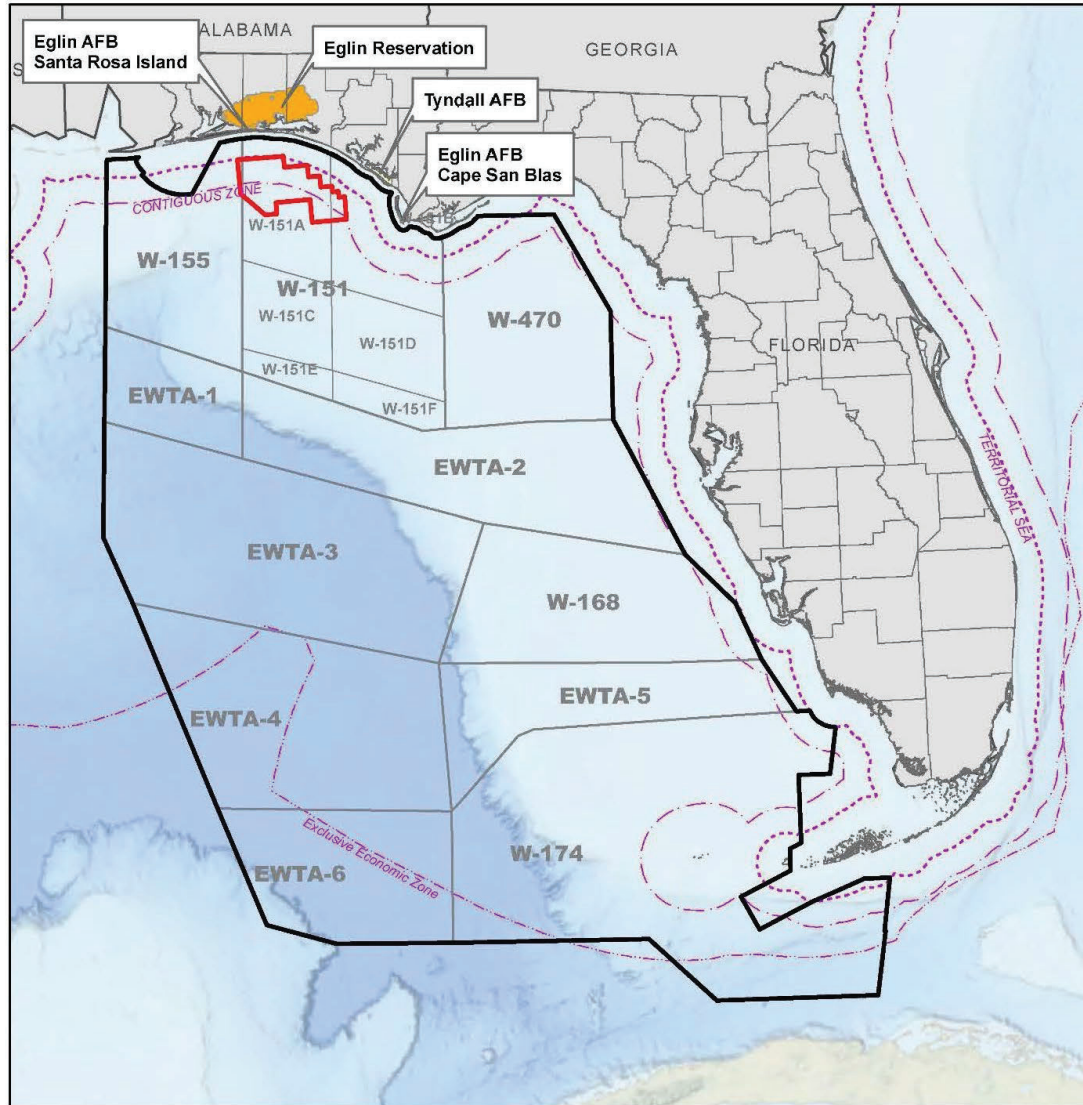 ALABAMA
Eglin AFB
Santa Rosa Island
Eglin Reservation
GEORGIA
Tyndall AFB
Eglin AFB
Cape San Blas
CONTIGUOUS ZONE
W-151A
W-155
W-151
W-151C
W-470
W-151D
FLORIDA
W-151E
EWTA-1
W-151F
EWTA-2
TERRITORIAL SEA
EWTA-3
W-168
EWTA-5
EWTA-4
Exclusive Economic Zone
W-174
EWTA-6